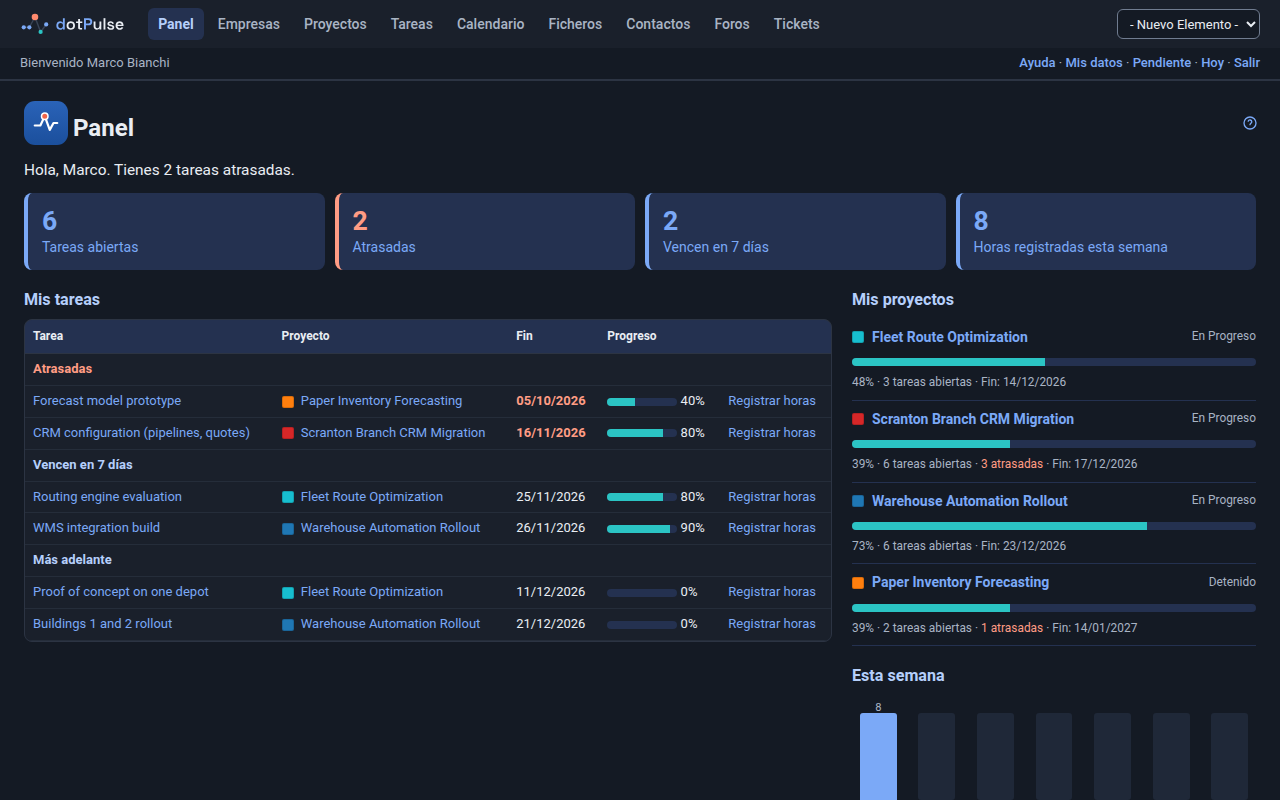 dotPulse Panel Empresas Proyectos Tareas Calendario Ficheros Contactos Foros Tickets - Nuevo Elemento -
Bienvenido Marco Bianchi Ayuda · Mis datos · Pendiente · Hoy · Salir
Panel
Hola, Marco. Tienes 2 tareas atrasadas.
6
Tareas abiertas
2
Atrasadas
2
Vencen en 7 días
8
Horas registradas esta semana
Mis tareas
Tarea Proyecto Fin Progreso
Atrasadas
Forecast model prototype Paper Inventory Forecasting 05/10/2026 40% Registrar horas
CRM configuration (pipelines, quotes) Scranton Branch CRM Migration 16/11/2026 80% Registrar horas
Vencen en 7 días
Routing engine evaluation Fleet Route Optimization 25/11/2026 80% Registrar horas
WMS integration build Warehouse Automation Rollout 26/11/2026 90% Registrar horas
Más adelante
Proof of concept on one depot Fleet Route Optimization 11/12/2026 0% Registrar horas
Buildings 1 and 2 rollout Warehouse Automation Rollout 21/12/2026 0% Registrar horas
Mis proyectos
Fleet Route Optimization En Progreso
48% · 3 tareas abiertas · Fin: 14/12/2026
Scranton Branch CRM Migration En Progreso
39% · 6 tareas abiertas · 3 atrasadas · Fin: 17/12/2026
Warehouse Automation Rollout En Progreso
73% · 6 tareas abiertas · Fin: 23/12/2026
Paper Inventory Forecasting Detenido
39% · 2 tareas abiertas · 1 atrasadas · Fin: 14/01/2027
Esta semana
8